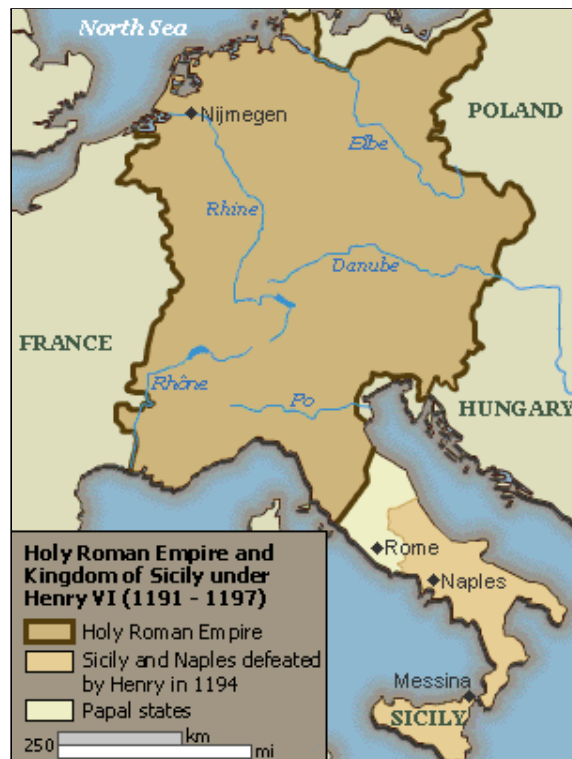 North Sea
POLAND
Nijmegen
Elbe
Rhine
Danube
FRANCE
Rhône
Po
HUNGARY
Rome
Naples
Messina
SICILY
Holy Roman Empire and
Kingdom of Sicily under
Henry VI (1191 - 1197)
Holy Roman Empire
Sicily and Naples defeated
by Henry in 1194
Papal states
250 km
mi